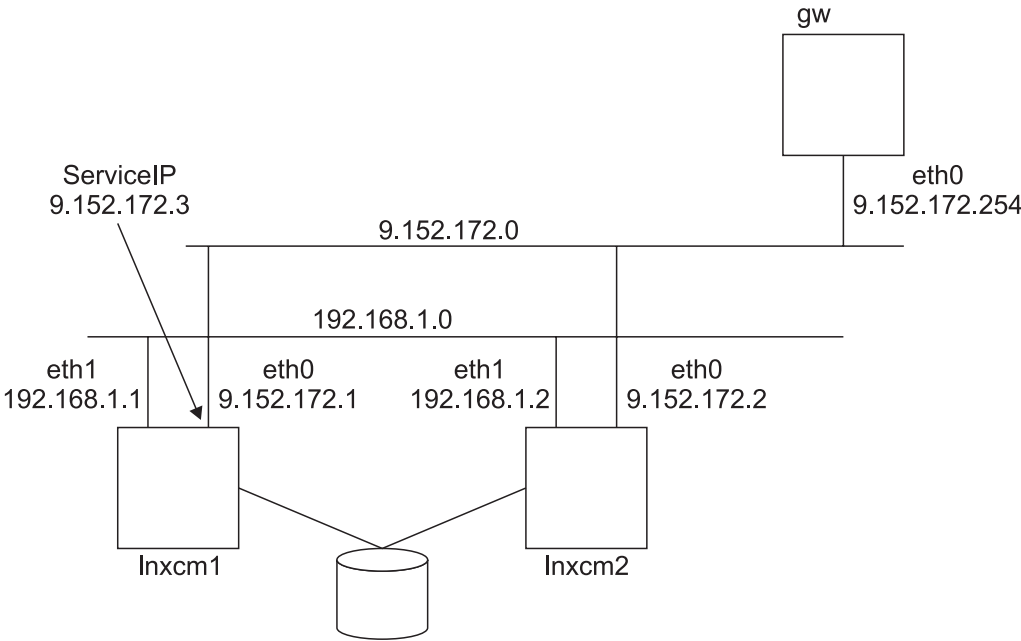 gw
ServiceIP
9.152.172.3
eth0
9.152.172.254
9.152.172.0
192.168.1.0
eth1
192.168.1.1
eth0
9.152.172.1
eth1
192.168.1.2
eth0
9.152.172.2
lnxcm1
lnxcm2